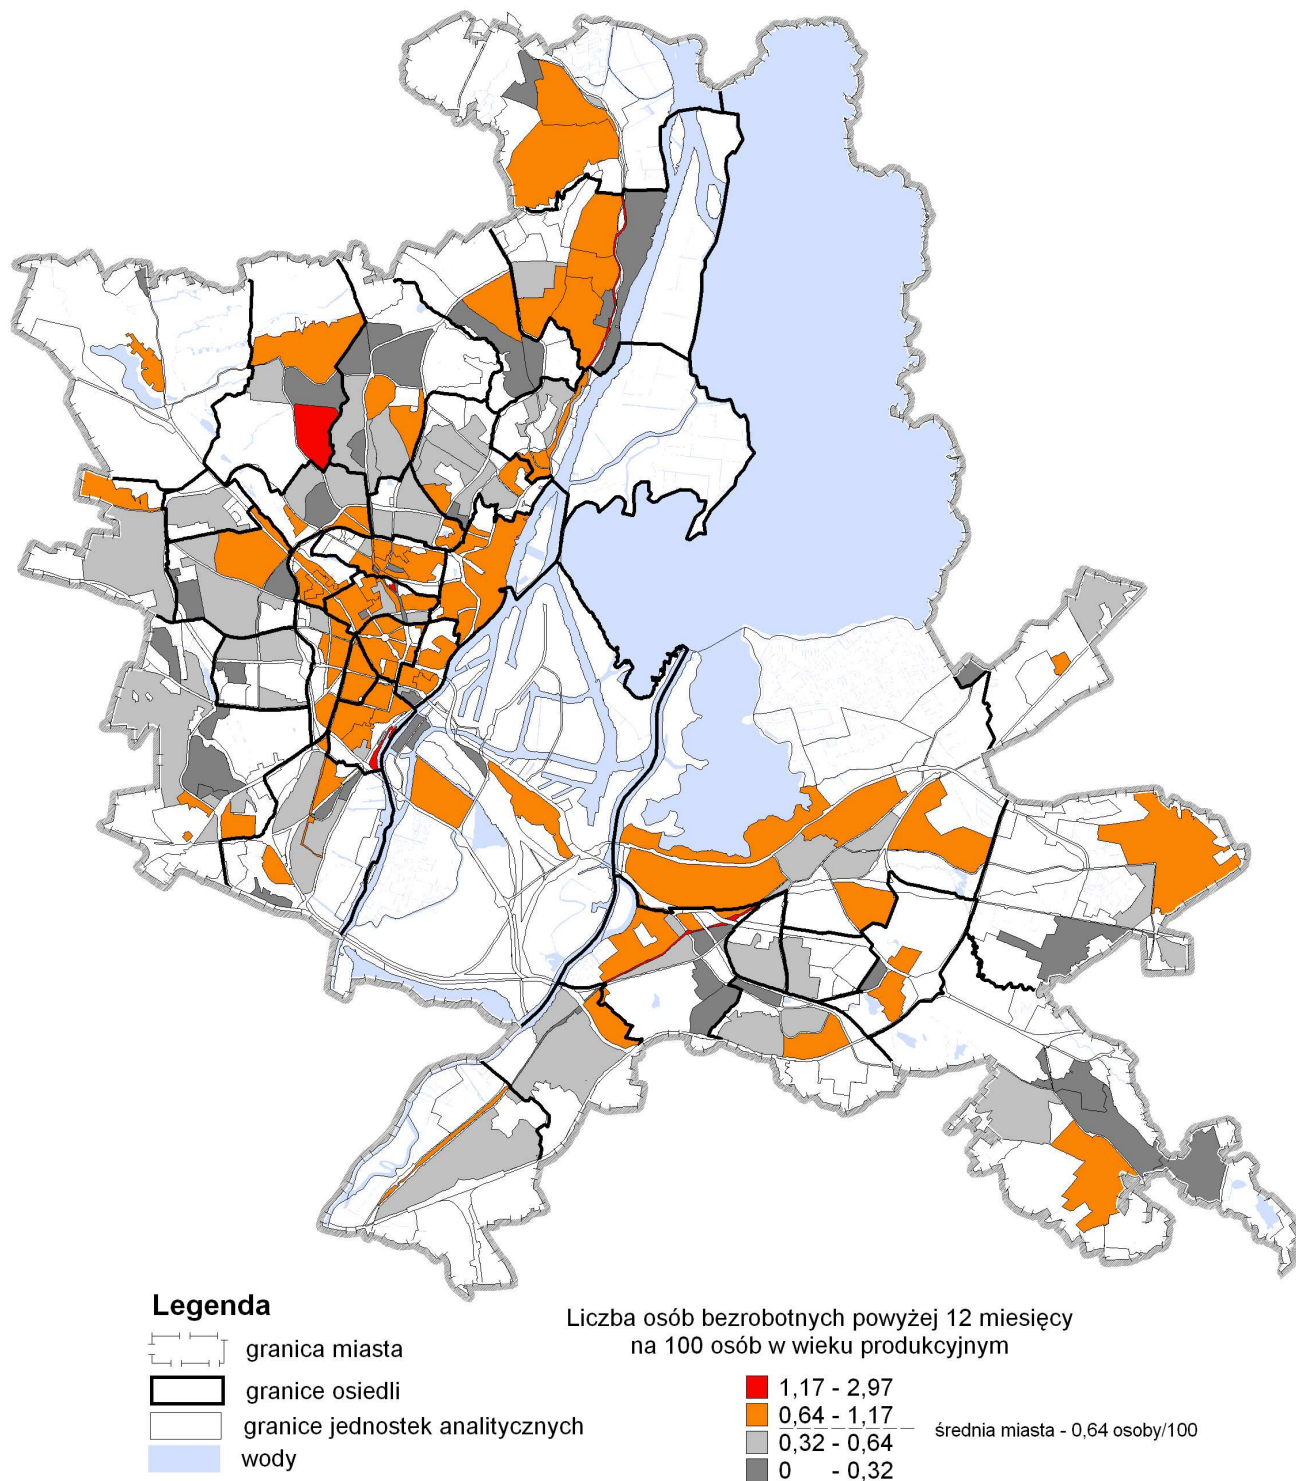 Legenda
granica miasta
granice osiedli
granice jednostek analitycznych
wody
Liczba osób bezrobotnych powyżej 12 miesięcy
na 100 osób w wieku produkcyjnym
1,17 - 2,97
0,64 - 1,17
średnia miasta - 0,64 osoby/100
0,32 - 0,64
0 - 0,32